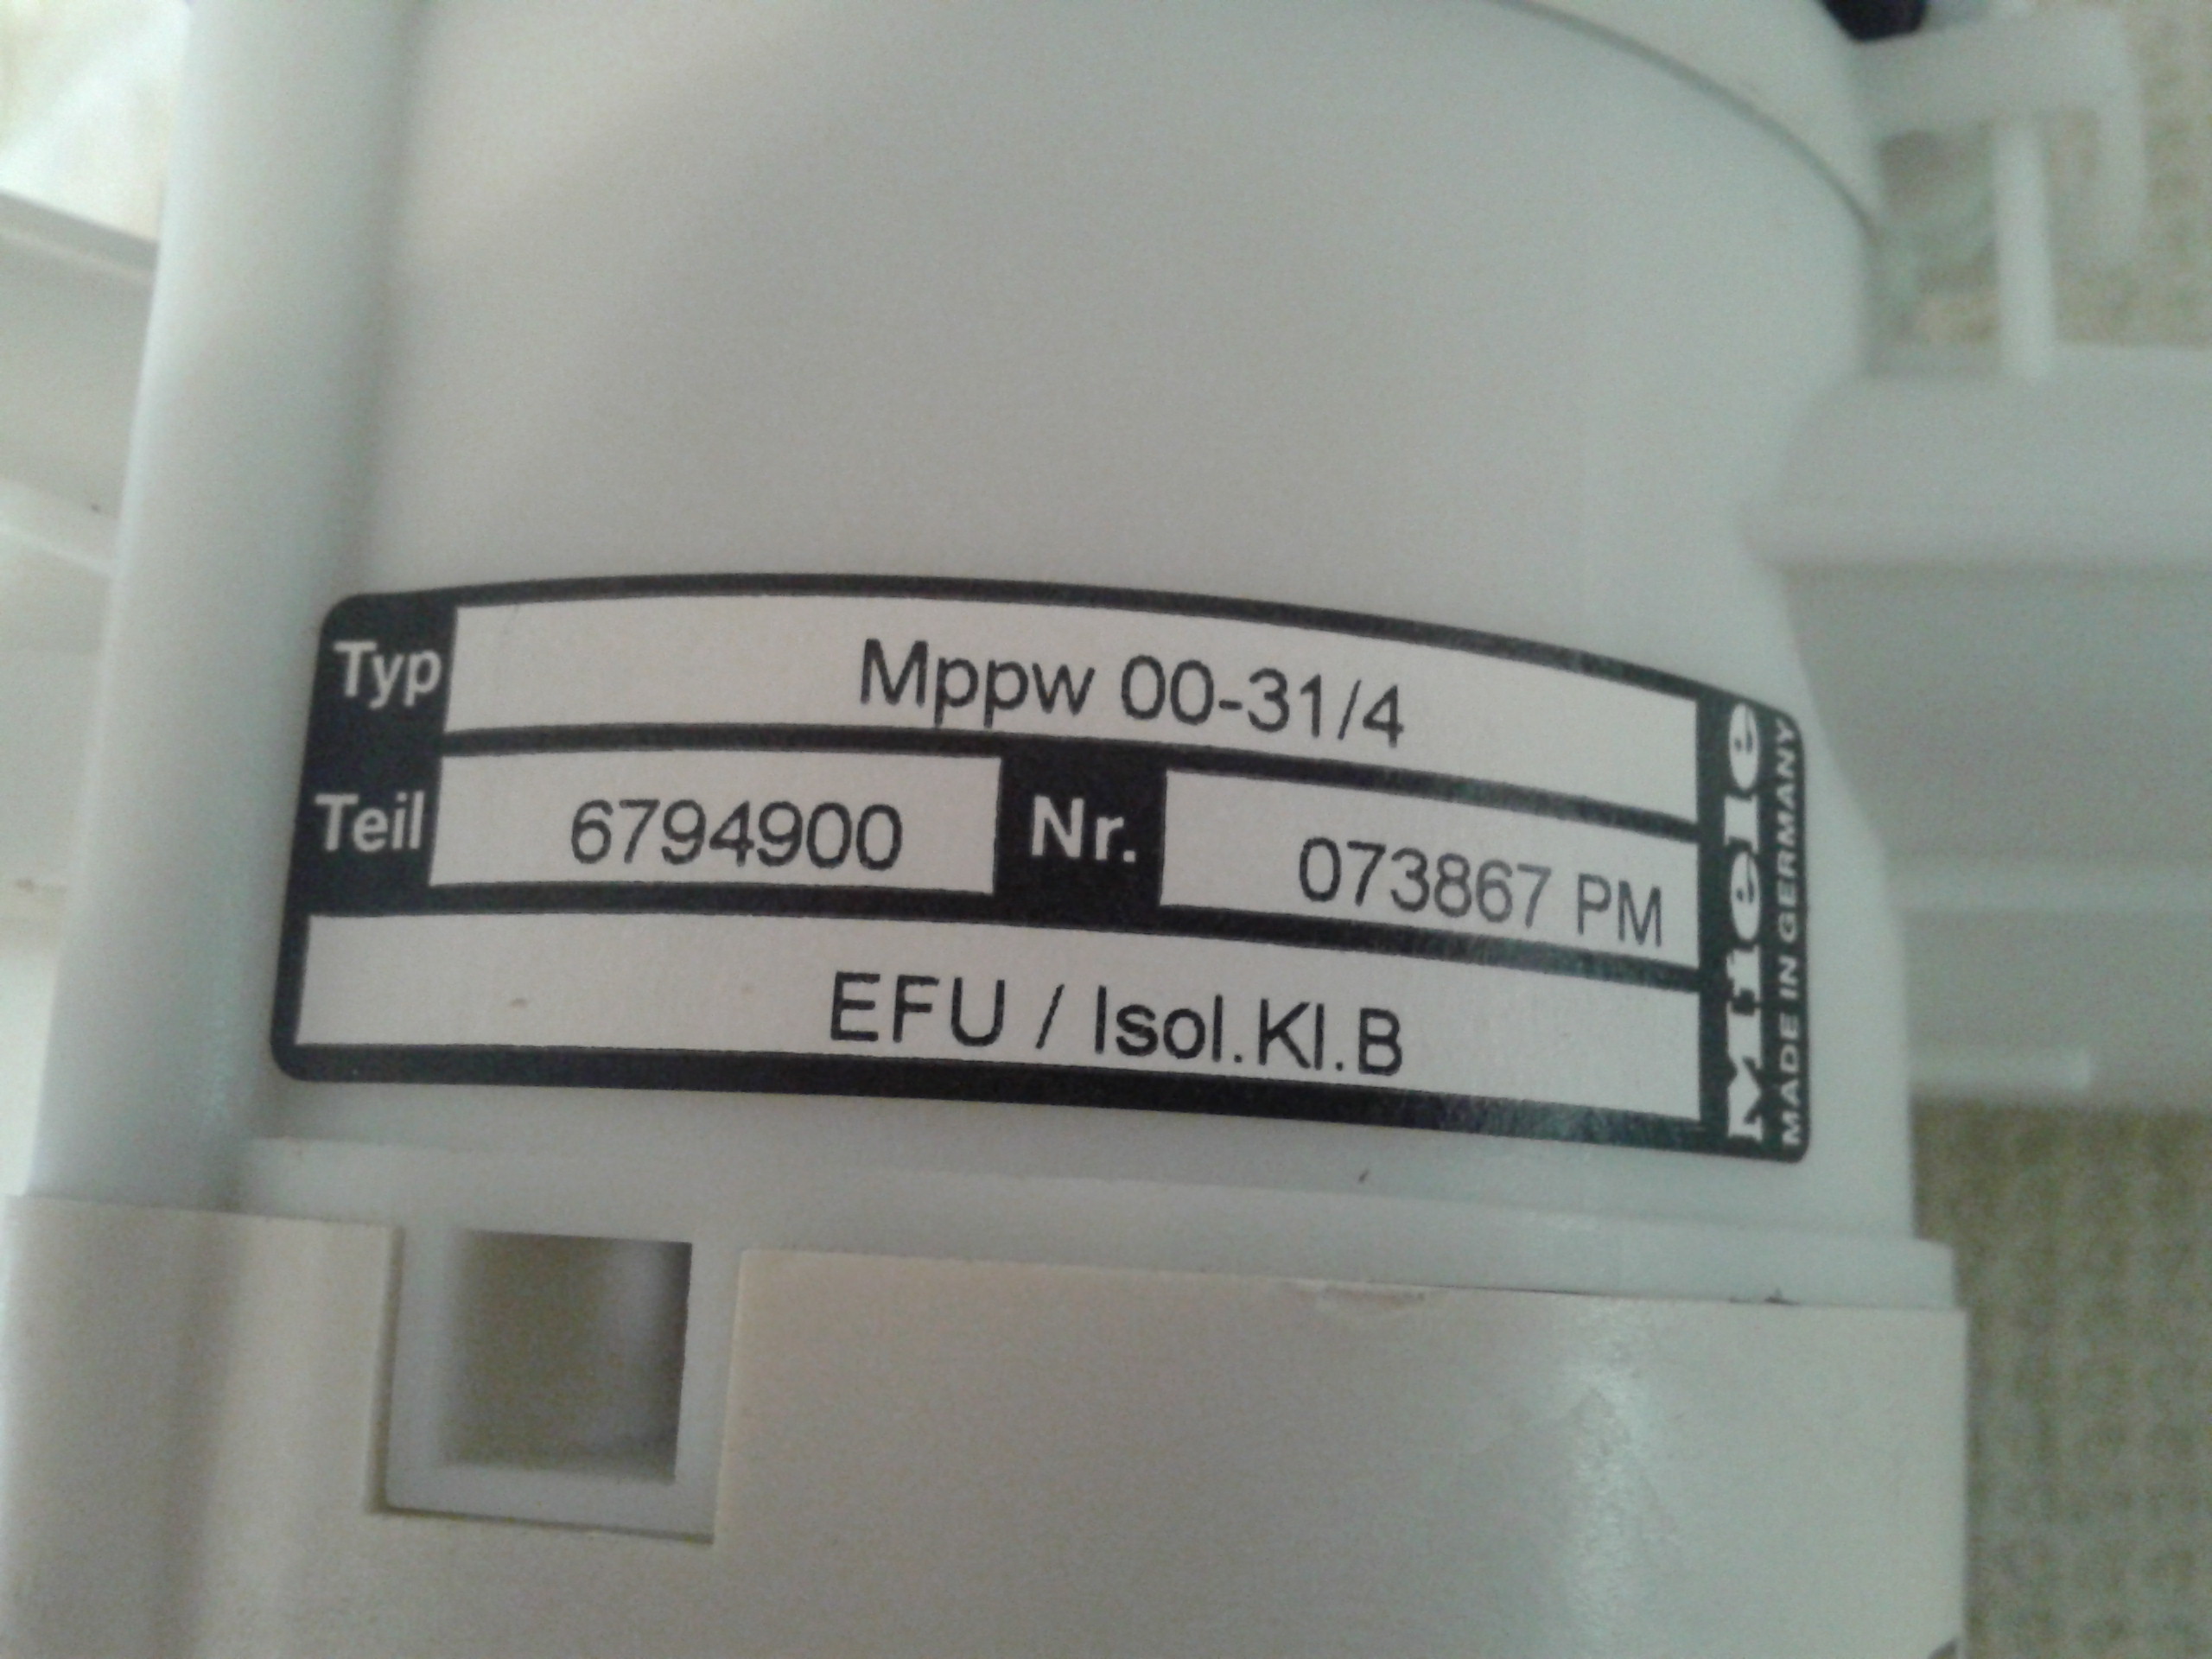 Typ Mppw 00-31/4
Teil 6794900 Nr. 073867 PM
EFU / Isol.Kl.B
Miele
MADE IN GERMANY